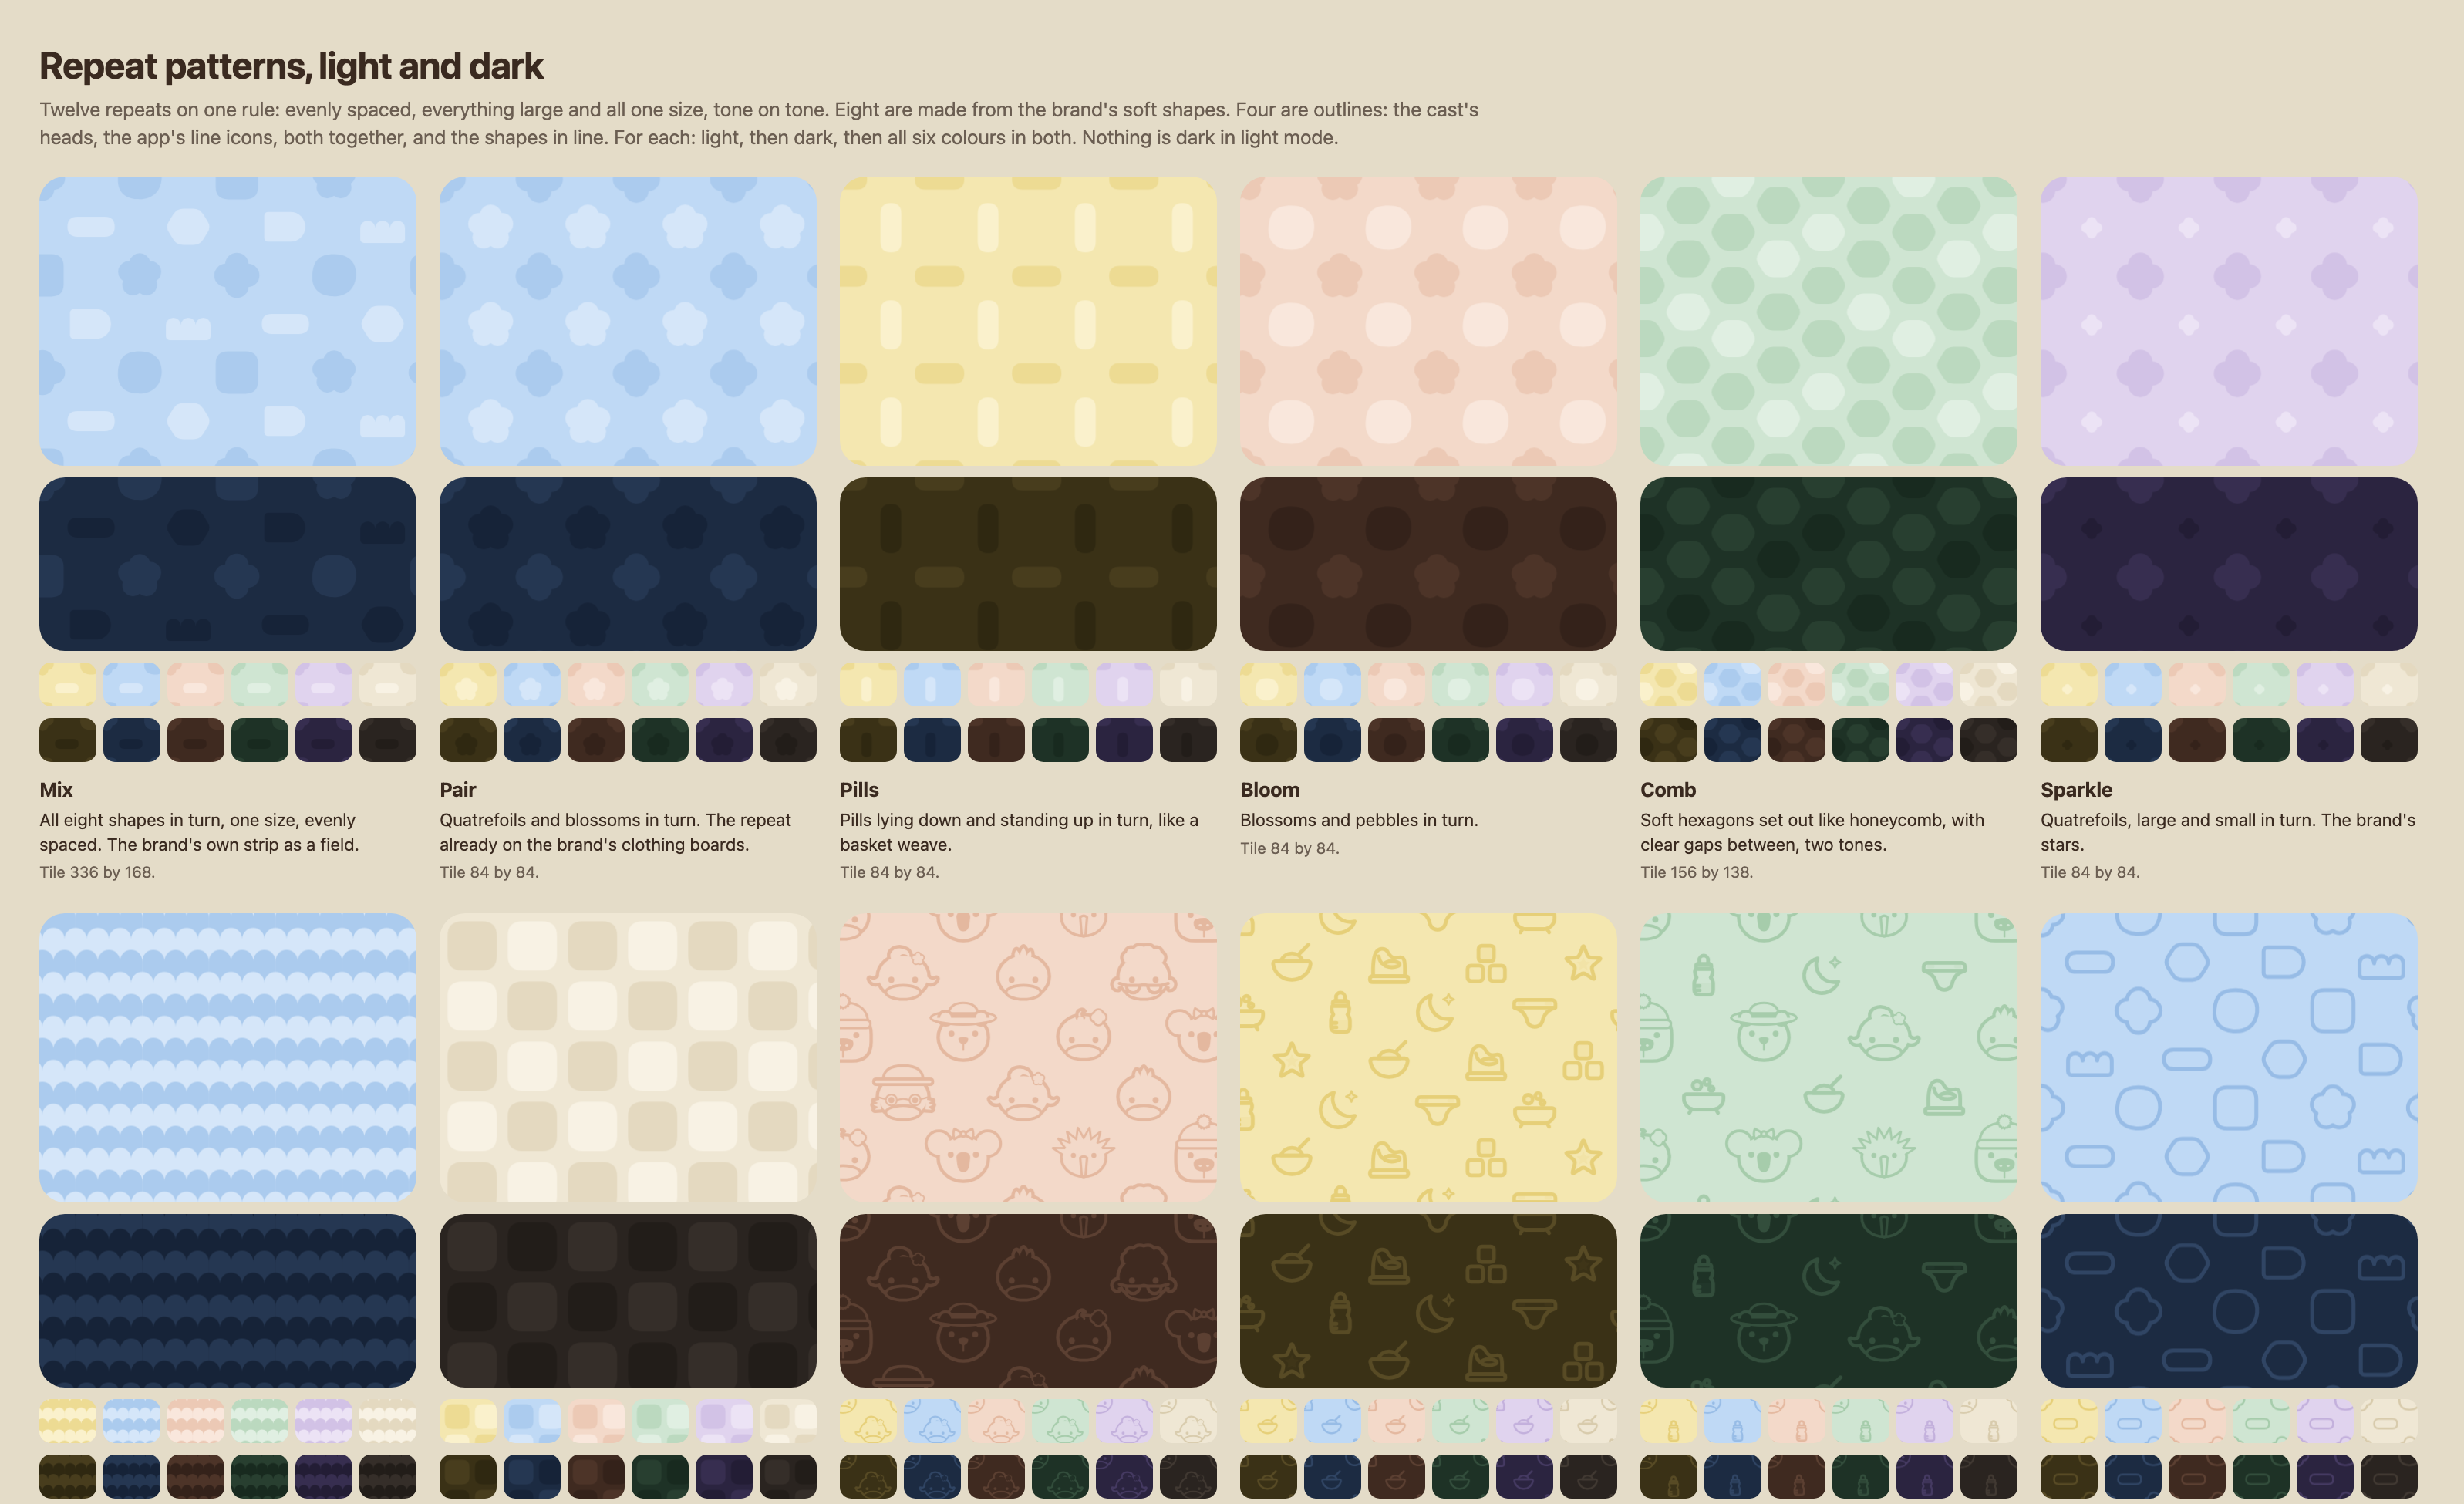 Repeat patterns, light and dark
Twelve repeats on one rule: evenly spaced, everything large and all one size, tone on tone. Eight are made from the brand's soft shapes. Four are outlines: the cast's
heads, the app's line icons, both together, and the shapes in line. For each: light, then dark, then all six colours in both. Nothing is dark in light mode.
Mix
All eight shapes in turn, one size, evenly
spaced. The brand's own strip as a field.
Tile 336 by 168.
Pair
Quatrefoils and blossoms in turn. The repeat
already on the brand's clothing boards.
Tile 84 by 84.
Pills
Pills lying down and standing up in turn, like a
basket weave.
Tile 84 by 84.
Bloom
Blossoms and pebbles in turn.
Tile 84 by 84.
Comb
Soft hexagons set out like honeycomb, with
clear gaps between, two tones.
Tile 156 by 138.
Sparkle
Quatrefoils, large and small in turn. The brand's
stars.
Tile 84 by 84.